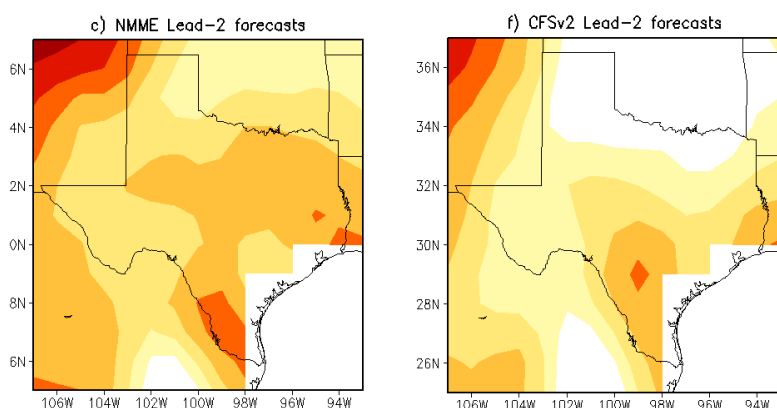 c) NMME Lead-2 forecasts
6N
4N
2N
0N
8N
6N
106W 104W 102W 100W 98W 96W 94W
f) CFSv2 Lead-2 forecasts
36N
34N
32N
30N
28N
26N
106W 104W 102W 100W 98W 96W 94W